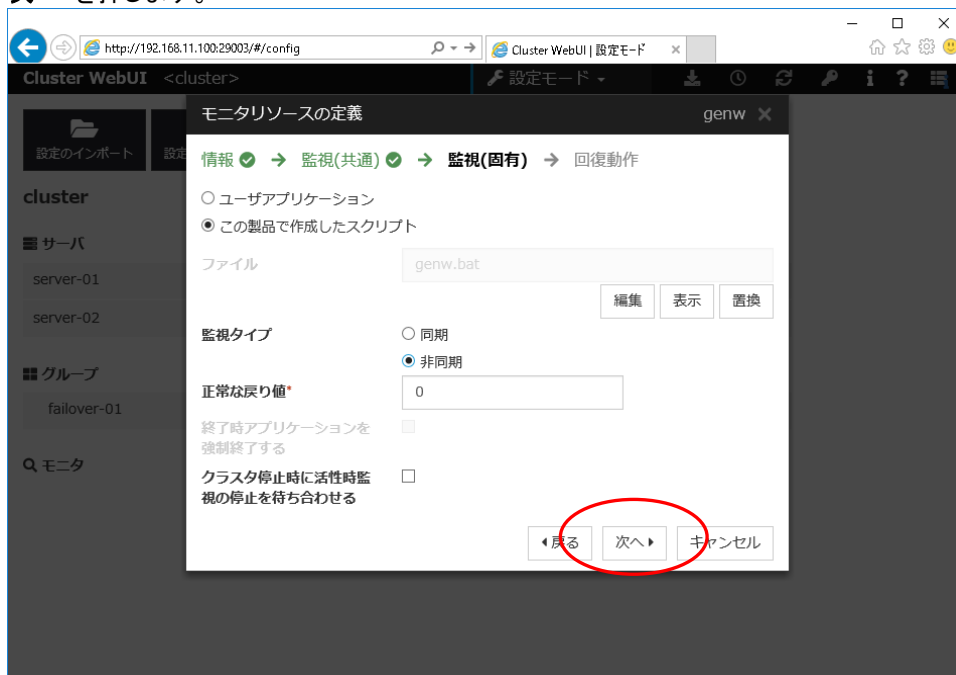 http://192.168.11.100:29003/#/config
Cluster WebUI | 設定モード
Cluster WebUI <cluster>
設定モード
モニタリソースの定義
genw
設定のインポート
設定
情報 → 監視(共通) → 監視(固有) → 回復動作
cluster
ユーザアプリケーション
この製品で作成したスクリプト
サーバ
ファイル
genw.bat
server-01
編集
表示
置換
server-02
監視タイプ
同期
非同期
グループ
正常な戻り値*
0
failover-01
終了時アプリケーションを
強制終了する
モニタ
クラスタ停止時に活性時監
視の停止を待ち合わせる
戻る
次へ
キャンセル